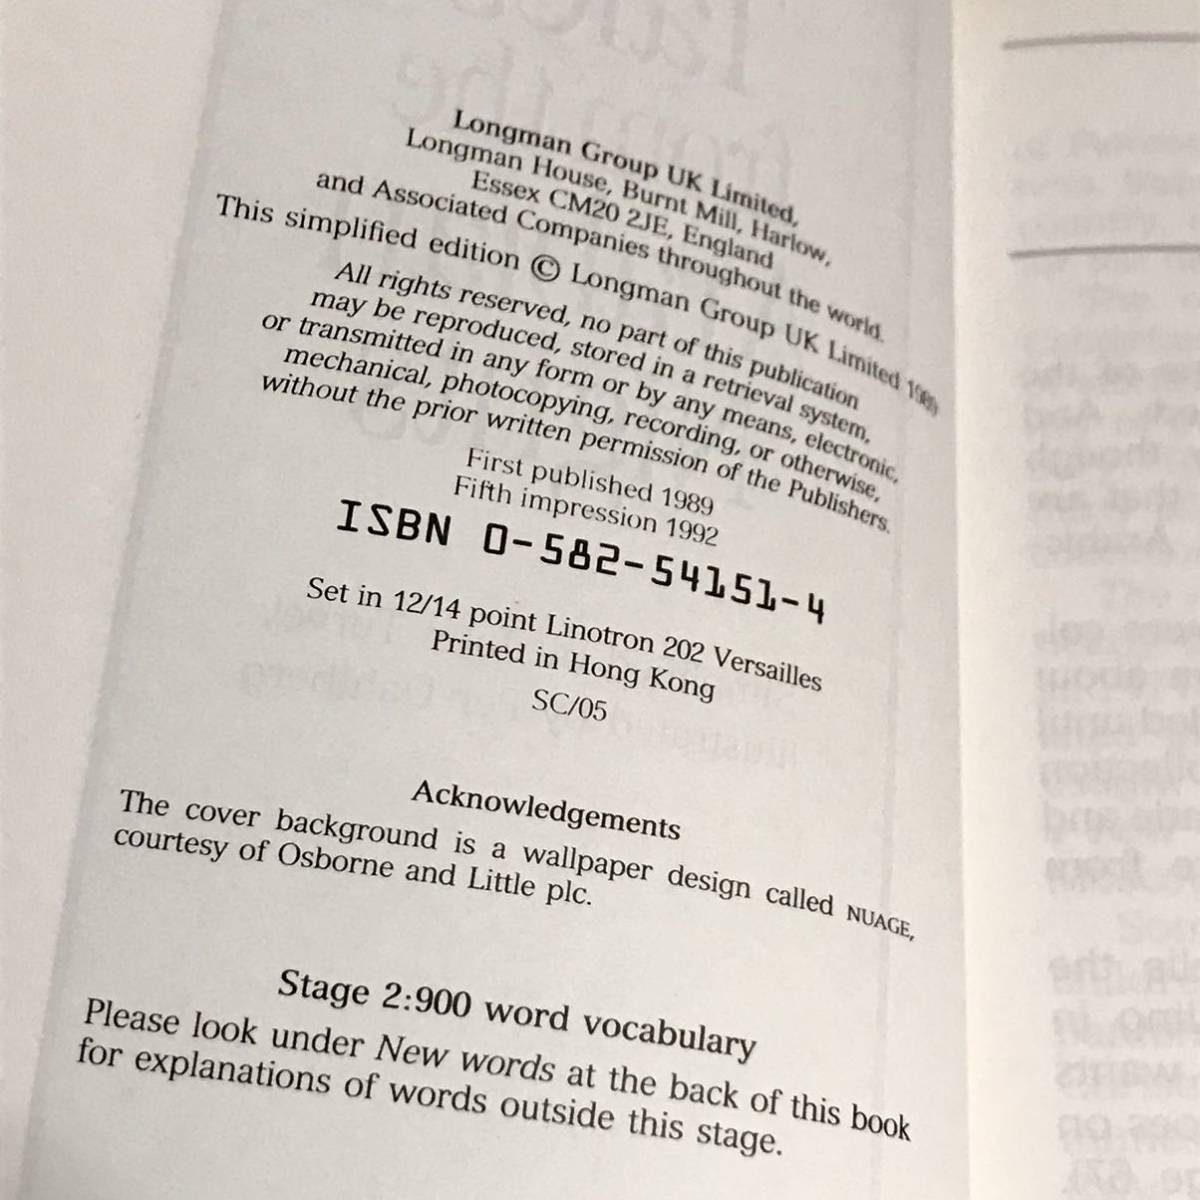 Longman Group UK Limited,
Longman House, Burnt Mill, Harlow,
Essex CM20 2JE, England
and Associated Companies throughout the world.
This simplified edition © Longman Group UK Limited 1989
All rights reserved, no part of this publication
may be reproduced, stored in a retrieval system,
or transmitted in any form or by any means, electronic,
mechanical, photocopying, recording, or otherwise,
without the prior written permission of the Publishers.
First published 1989
Fifth impression 1992
ISBN 0-582-54151-4
Set in 12/14 point Linotron 202 Versailles
Printed in Hong Kong
SC/05
Acknowledgements
The cover background is a wallpaper design called NUAGE,
courtesy of Osborne and Little plc.
Stage 2:900 word vocabulary
Please look under New words at the back of this book
for explanations of words outside this stage.